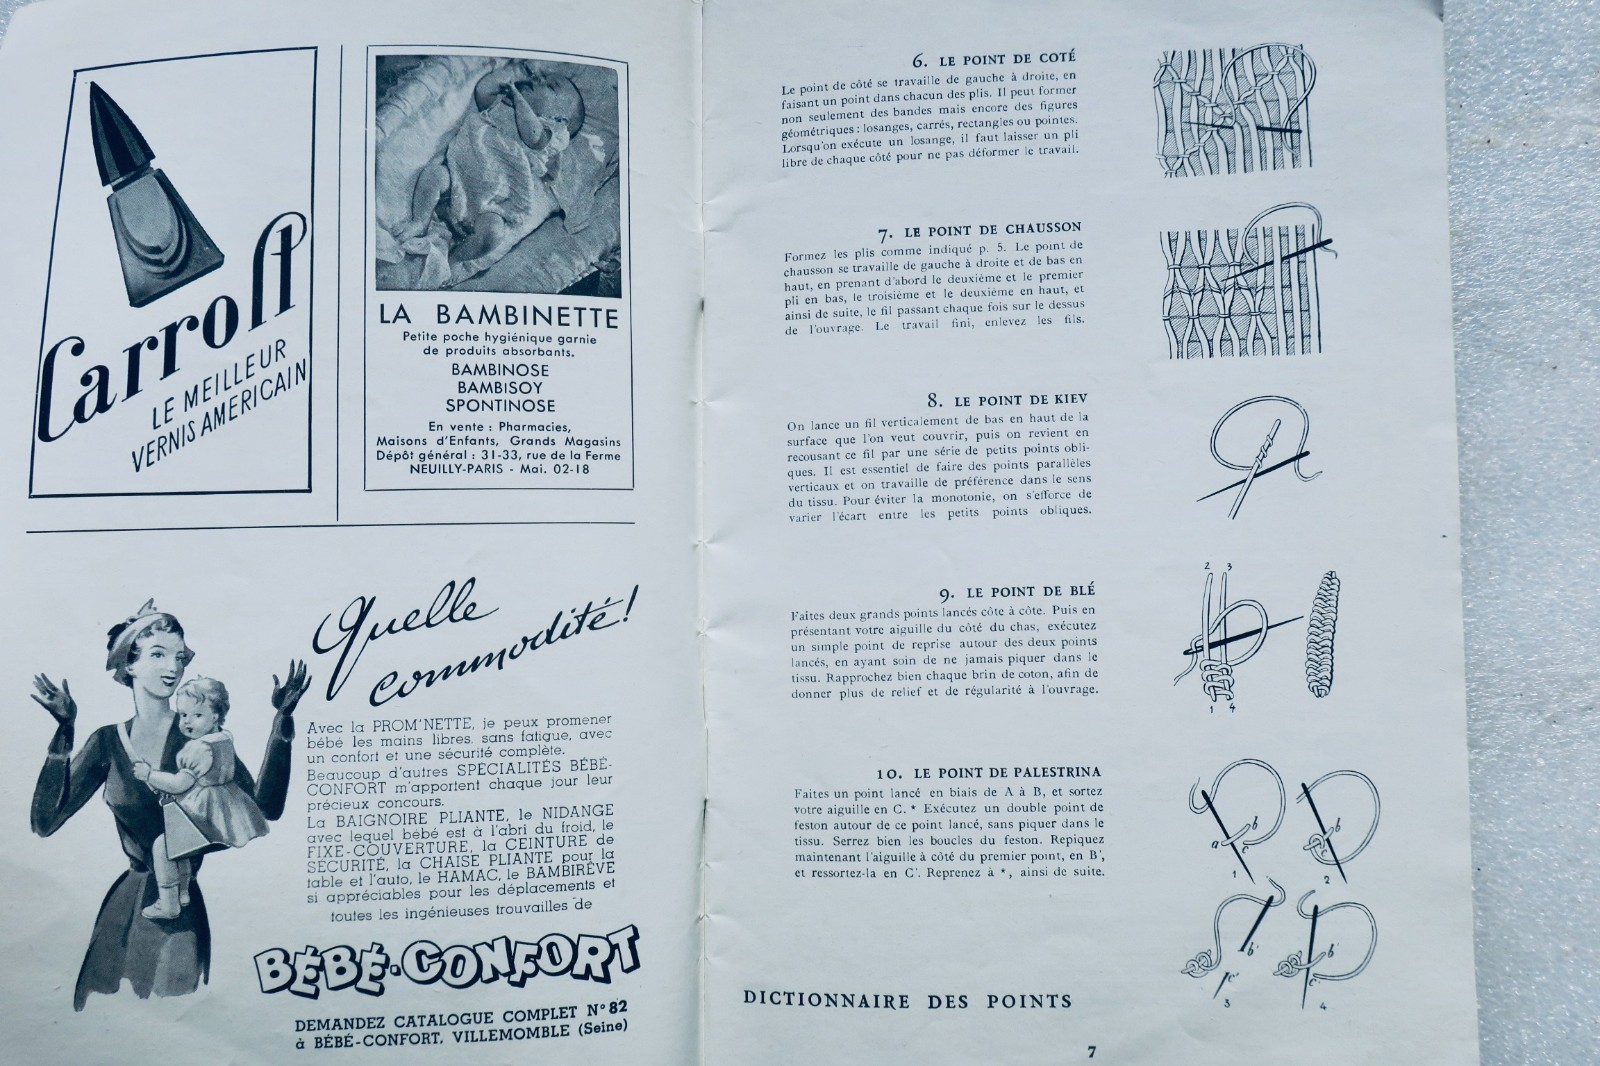 Carroll
LE MEILLEUR
VERNIS AMERICAIN
LA BAMBINETTE
Petite poche hygiénique garnie
de produits absorbants.
BAMBINOSE
BAMBISOY
SPONTINOSE
En vente : Pharmacies,
Maisons d'Enfants, Grands Magasins
Dépôt général : 31-33, rue de la Ferme
NEUILLY-PARIS - Mai. 02-18
Quelle
commodité !
Avec la PROM'NETTE, je peux promener
bébé les mains libres, sans fatigue, avec
un confort et une sécurité complète.
Beaucoup d'autres SPÉCIALITÉS BÉBÉ-
CONFORT m'apportent chaque jour leur
précieux concours.
La BAIGNOIRE PLIANTE, le NIDANGE
avec lequel bébé est à l'abri du froid, le
FIXE-COUVERTURE, la CEINTURE de
SÉCURITÉ, la CHAISE PLIANTE pour la
table et l'auto, le HAMAC, le BAMBIRÊVE
si appréciables pour les déplacements et
toutes les ingénieuses trouvailles de
BÉBÉ-CONFORT
DEMANDEZ CATALOGUE COMPLET N° 82
à BÉBÉ-CONFORT, VILLEMOMBLE (Seine)
6. LE POINT DE COTÉ
Le point de côté se travaille de gauche à droite, en
faisant un point dans chacun des plis. Il peut former
non seulement des bandes mais encore des figures
géométriques : losanges, carrés, rectangles ou pointes.
Lorsqu'on exécute un losange, il faut laisser un pli
libre de chaque côté pour ne pas déformer le travail.
7. LE POINT DE CHAUSSON
Formez les plis comme indiqué p. 5. Le point de
chausson se travaille de gauche à droite et de bas en
haut, en prenant d'abord le deuxième et le premier
pli en bas, le troisième et le deuxième en haut, et
ainsi de suite, le fil passant chaque fois sur le dessus
de l'ouvrage. Le travail fini, enlevez les fils.
8. LE POINT DE KIEV
On lance un fil verticalement de bas en haut de la
surface que l'on veut couvrir, puis on revient en
recousant ce fil par une série de petits points obli-
ques. Il est essentiel de faire des points parallèles
verticaux et on travaille de préférence dans le sens
du tissu. Pour éviter la monotonie, on s'efforce de
varier l'écart entre les petits points obliques.
9. LE POINT DE BLÉ
Faites deux grands points lancés côte à côte. Puis en
présentant votre aiguille du côté du chas, exécutez
un simple point de reprise autour des deux points
lancés, en ayant soin de ne jamais piquer dans le
tissu. Rapprochez bien chaque brin de coton, afin de
donner plus de relief et de régularité à l'ouvrage.
2 3
1 4
10. LE POINT DE PALESTRINA
Faites un point lancé en biais de A à B, et sortez
votre aiguille en C. * Exécutez un double point de
feston autour de ce point lancé, sans piquer dans le
tissu. Serrez bien les boucles du feston. Repiquez
maintenant l'aiguille à côté du premier point, en B',
et ressortez-la en C'. Reprenez à *, ainsi de suite.
a b c
1
b c
2
b' c'
3
b' c'
4
DICTIONNAIRE DES POINTS
7